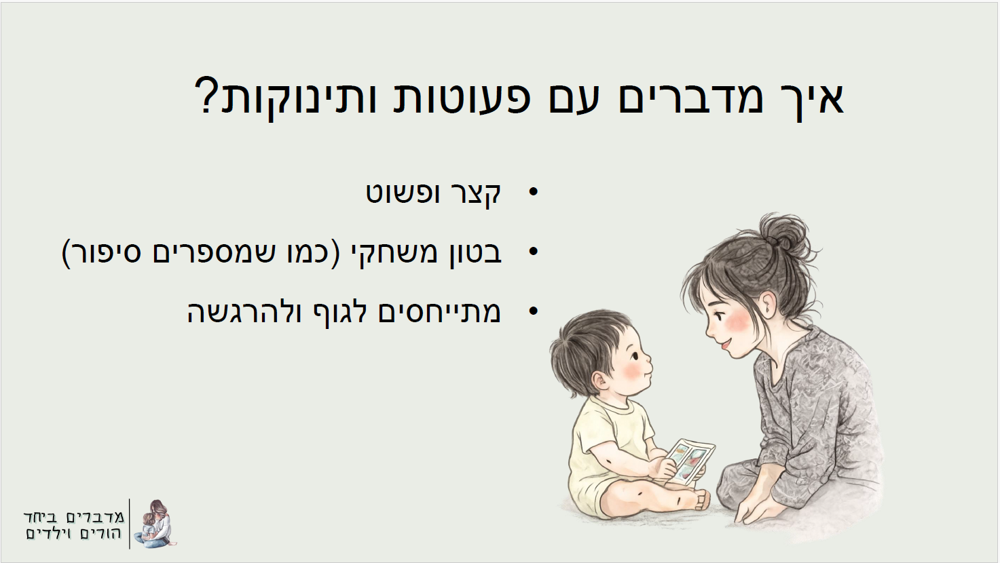 איך מדברים עם פעוטות ותינוקות?
• קצר ופשוט
• בטון משחקי (כמו שמספרים סיפור)
• מתייחסים לגוף ולהרגשה
מדברים ביחד
הורים וילדים